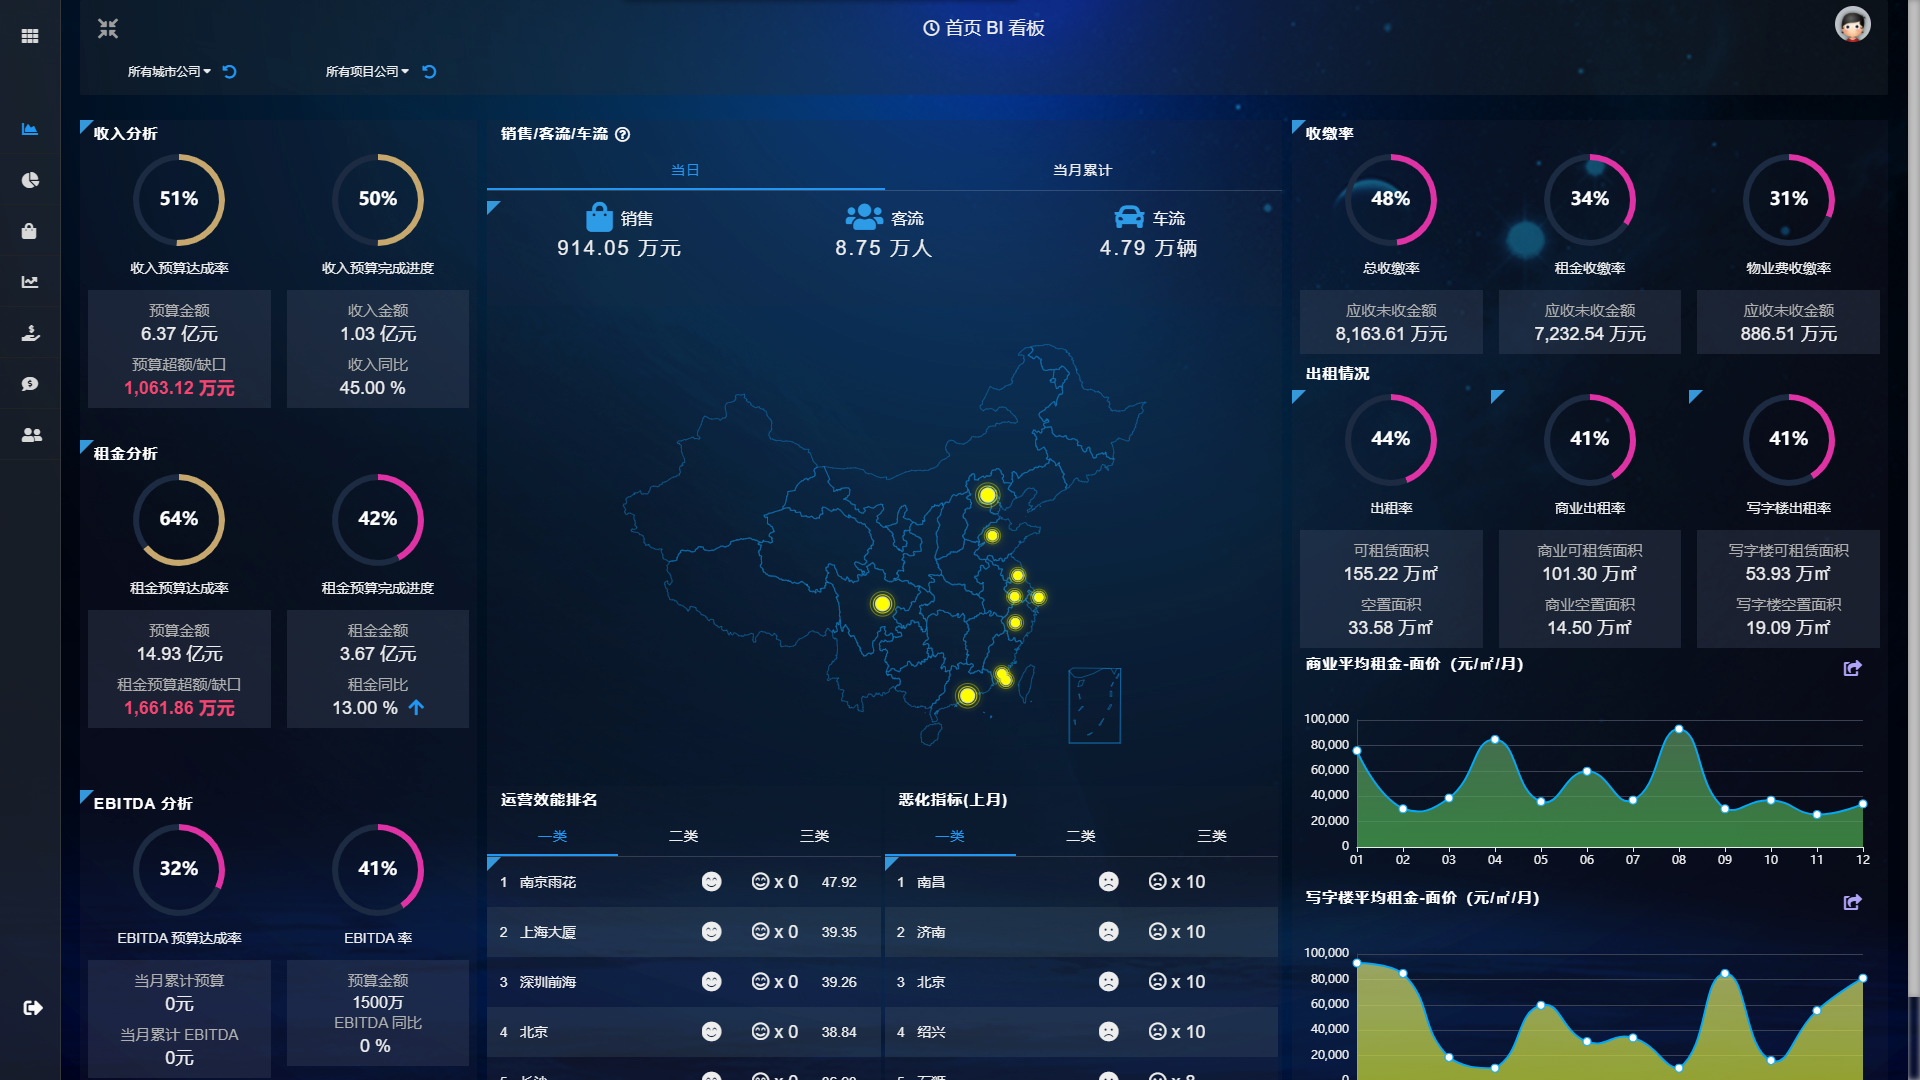 首页 BI 看板
所有城市公司
所有项目公司
收入分析
51%
50%
收入预算达成率
收入预算完成进度
预算金额
6.37 亿元
预算超额/缺口
1,063.12 万元
收入金额
1.03 亿元
收入同比
45.00 %
租金分析
64%
42%
租金预算达成率
租金预算完成进度
预算金额
14.93 亿元
租金预算超额/缺口
1,661.86 万元
租金金额
3.67 亿元
租金同比
13.00 %
EBITDA 分析
32%
41%
EBITDA 预算达成率
EBITDA 率
当月累计预算
0元
当月累计 EBITDA
0元
预算金额
1500万
EBITDA 同比
0 %
销售/客流/车流
当日
当月累计
销售
914.05 万元
客流
8.75 万人
车流
4.79 万辆
运营效能排名
一类
二类
三类
1 南京雨花 x 0 47.92
2 上海大厦 x 0 39.35
3 深圳前海 x 0 39.26
4 北京 x 0 38.84
恶化指标(上月)
一类
二类
三类
1 南昌 x 10
2 济南 x 10
3 北京 x 10
4 绍兴 x 10
收缴率
48%
34%
31%
总收缴率
租金收缴率
物业费收缴率
应收未收金额
8,163.61 万元
应收未收金额
7,232.54 万元
应收未收金额
886.51 万元
出租情况
44%
41%
41%
出租率
商业出租率
写字楼出租率
可租赁面积
155.22 万㎡
空置面积
33.58 万㎡
商业可租赁面积
101.30 万㎡
商业空置面积
14.50 万㎡
写字楼可租赁面积
53.93 万㎡
写字楼空置面积
19.09 万㎡
商业平均租金-面价（元/㎡/月）
100,000
80,000
60,000
40,000
20,000
0
01 02 03 04 05 06 07 08 09 10 11 12
写字楼平均租金-面价（元/㎡/月）
100,000
80,000
60,000
40,000
20,000